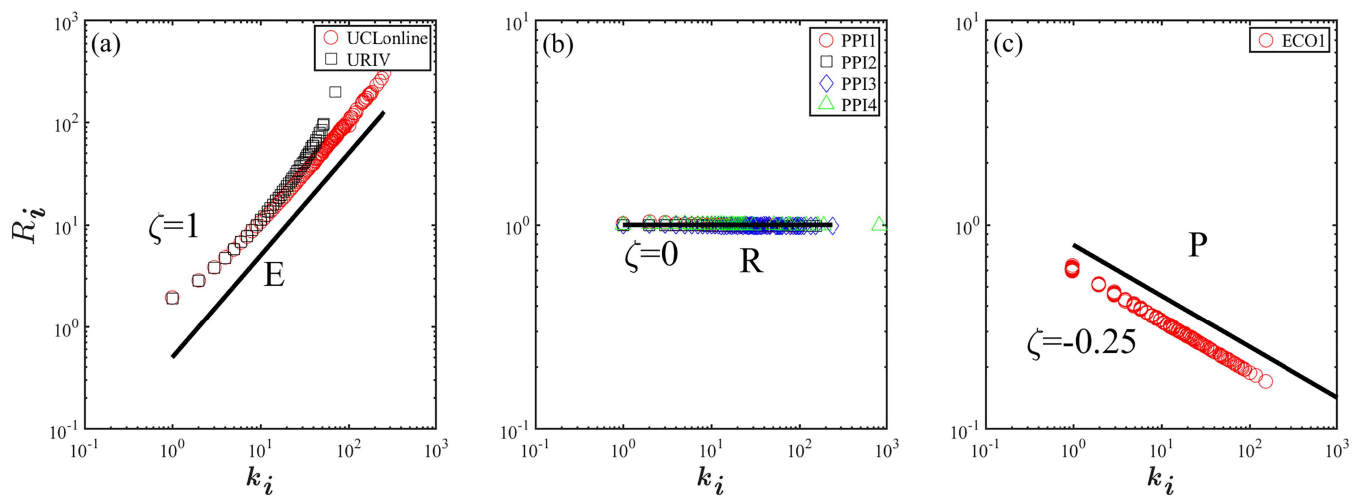 (a)
UCLonline
URIV
ζ=1
E
R_i
10^3
10^2
10^1
10^0
10^-1
10^-1 10^0 10^1 10^2 10^3
k_i
(b)
PPI1
PPI2
PPI3
PPI4
ζ=0
R
10^1
10^0
10^-1
10^-1 10^0 10^1 10^2 10^3
k_i
(c)
ECO1
P
ζ=-0.25
10^0
10^-1
10^-1 10^0 10^1 10^2 10^3
k_i